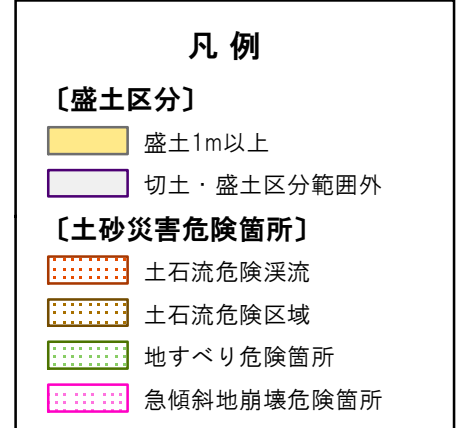 凡 例
〔盛土区分〕
盛土1m以上
切土・盛土区分範囲外
〔土砂災害危険箇所〕
土石流危険渓流
土石流危険区域
地すべり危険箇所
急傾斜地崩壊危険箇所